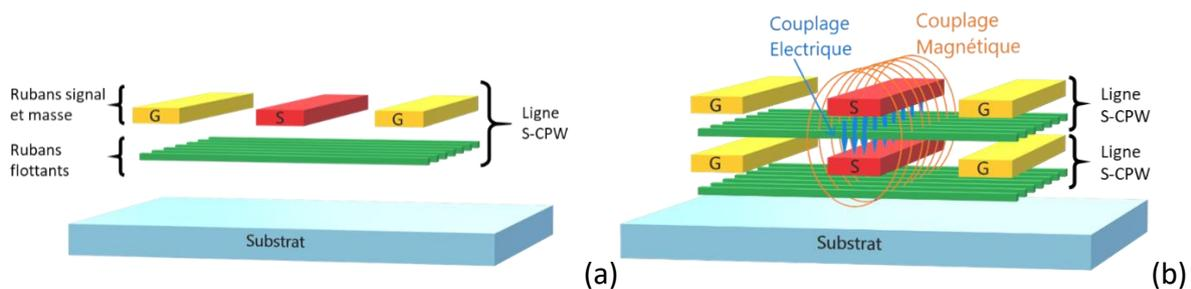 Rubans signal
et masse
Rubans
flottants
G
S
G
Ligne
S-CPW
Substrat
(a)
Couplage
Electrique
Couplage
Magnétique
G
S
G
Ligne
S-CPW
G
S
G
Ligne
S-CPW
Substrat
(b)